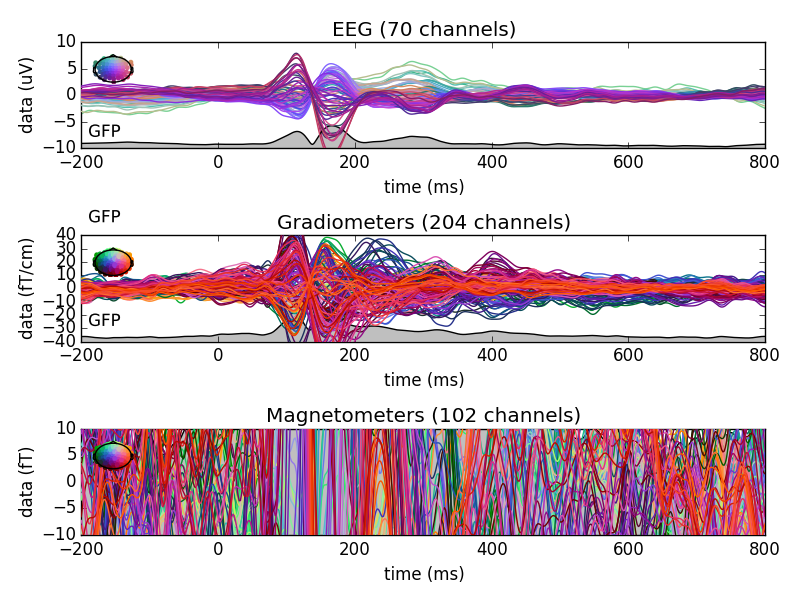 EEG (70 channels)
data (uV)
10
5
0
−5
−10
GFP
−200 0 200 400 600 800
time (ms)
GFP
Gradiometers (204 channels)
data (fT/cm)
40
30
20
10
0
−10
−20
−30
−40
GFP
−200 0 200 400 600 800
time (ms)
Magnetometers (102 channels)
data (fT)
10
5
0
−5
−10
−200 0 200 400 600 800
time (ms)